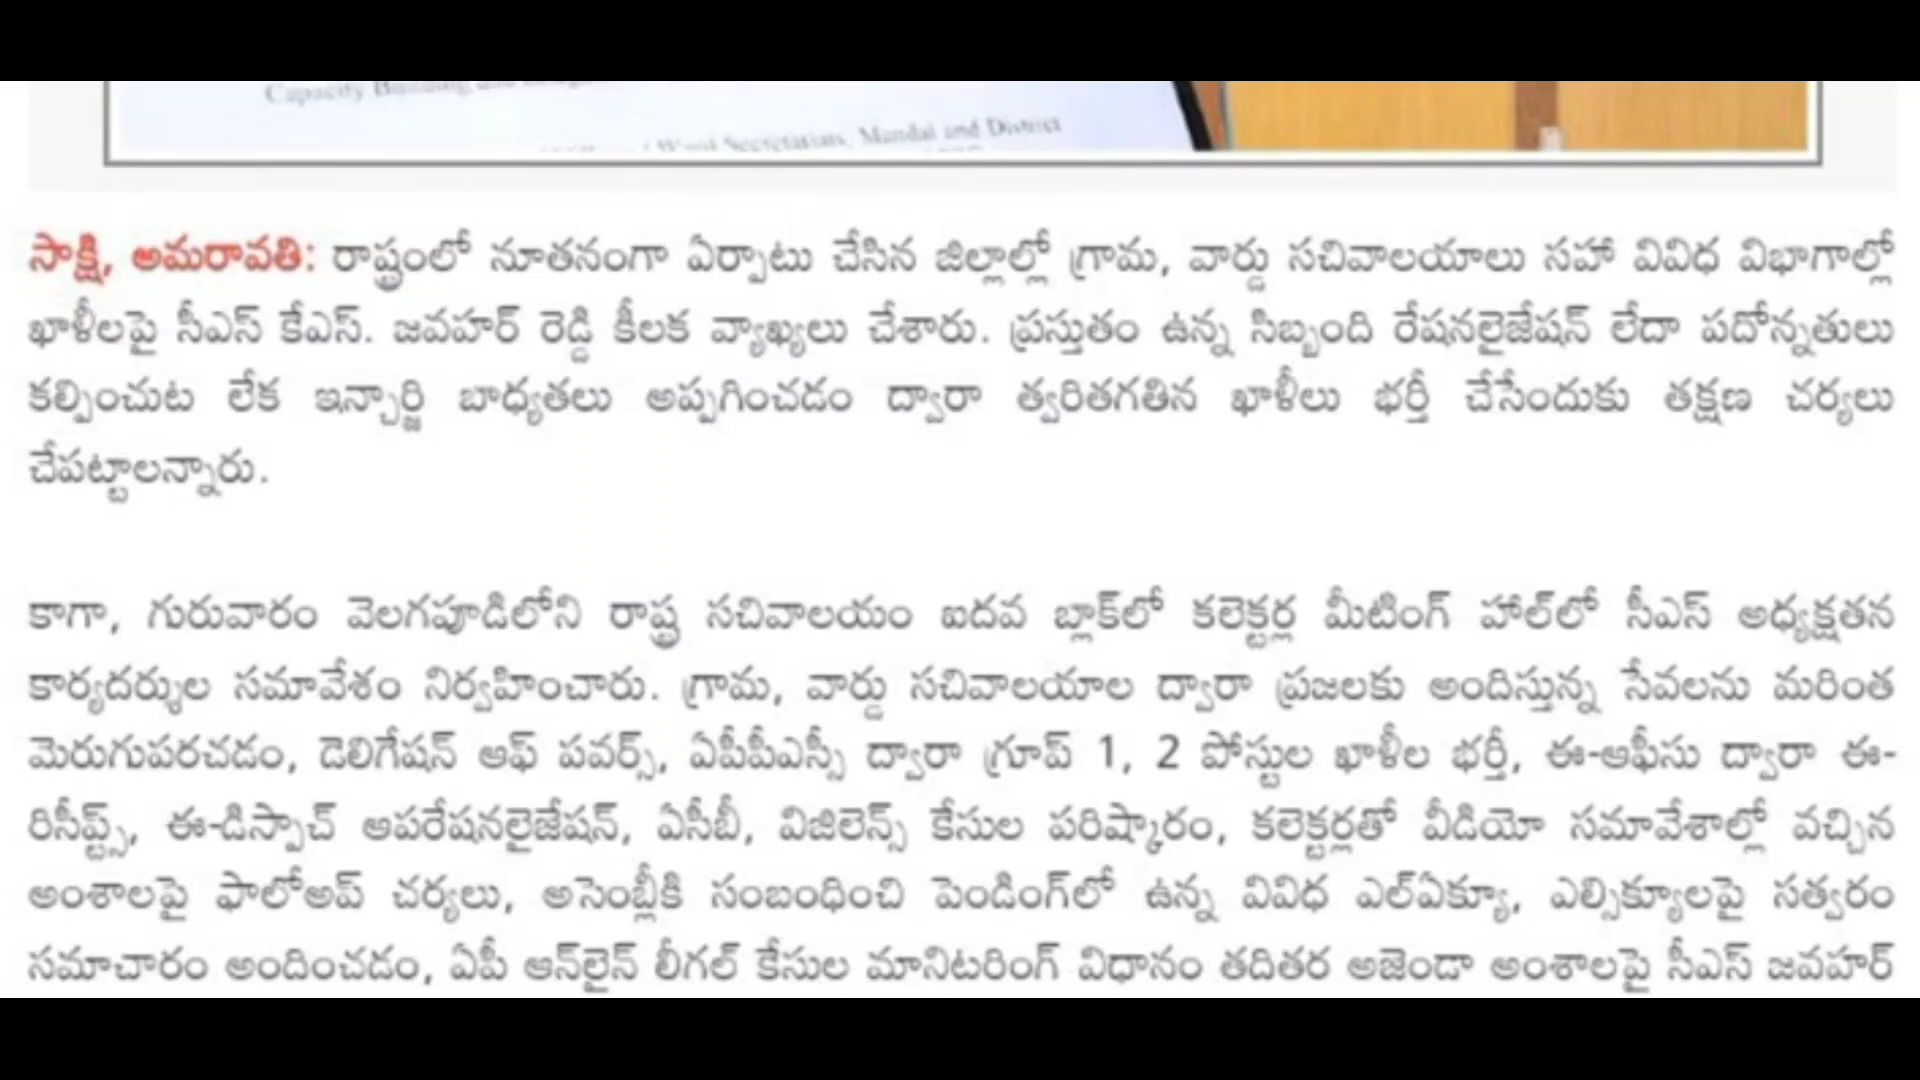 Capacity Building and
Ward Secretariats, Mandal and District
సాక్షి, అమరావతి: రాష్ట్రంలో నూతనంగా ఏర్పాటు చేసిన జిల్లాల్లో గ్రామ, వార్డు సచివాలయాలు సహా వివిధ విభాగాల్లో
ఖాళీలపై సీఎస్ కేఎస్. జవహర్ రెడ్డి కీలక వ్యాఖ్యలు చేశారు. ప్రస్తుతం ఉన్న సిబ్బంది రేషనలైజేషన్ లేదా పదోన్నతులు
కల్పించుట లేక ఇన్చార్జి బాధ్యతలు అప్పగించడం ద్వారా త్వరితగతిన ఖాళీలు భర్తీ చేసేందుకు తక్షణ చర్యలు
చేపట్టాలన్నారు.
కాగా, గురువారం వెలగపూడిలోని రాష్ట్ర సచివాలయం ఐదవ బ్లాక్‌లో కలెక్టర్ల మీటింగ్ హాల్‌లో సీఎస్ అధ్యక్షతన
కార్యదర్శుల సమావేశం నిర్వహించారు. గ్రామ, వార్డు సచివాలయాల ద్వారా ప్రజలకు అందిస్తున్న సేవలను మరింత
మెరుగుపరచడం, డెలిగేషన్ ఆఫ్ పవర్స్, ఏపీపీఎస్సీ ద్వారా గ్రూప్ 1, 2 పోస్టుల ఖాళీల భర్తీ, ఈ-ఆఫీసు ద్వారా ఈ-
రిసీప్ట్స్, ఈ-డిస్పాచ్ ఆపరేషనలైజేషన్, ఏసీబీ, విజిలెన్స్ కేసుల పరిష్కారం, కలెక్టర్లతో వీడియో సమావేశాల్లో వచ్చిన
అంశాలపై ఫాలోఅప్ చర్యలు, అసెంబ్లీకి సంబంధించి పెండింగ్‌లో ఉన్న వివిధ ఎల్ఏక్యూ, ఎల్సిక్యూలపై సత్వరం
సమాచారం అందించడం, ఏపీ ఆన్‌లైన్ లీగల్ కేసుల మానిటరింగ్ విధానం తదితర అజెండా అంశాలపై సీఎస్ జవహర్